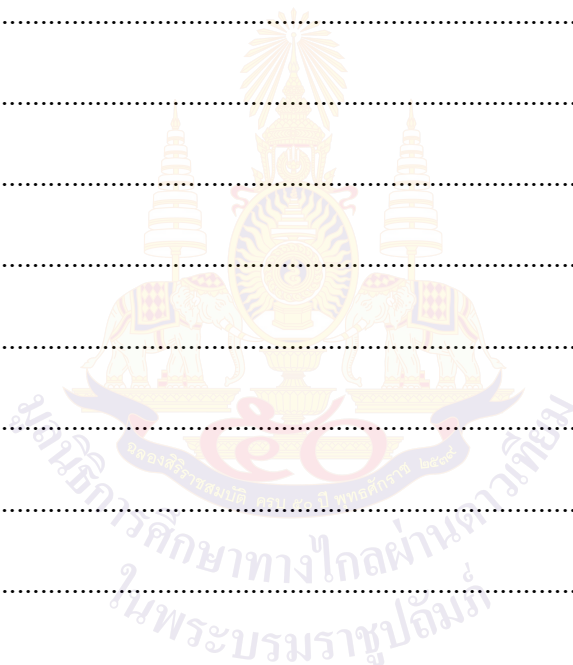 ๕๐
ฉลองสิริราชสมบัติ ครบ ๕๐ ปี พุทธศักราช ๒๕๓๙
มูลนิธิการศึกษาทางไกลผ่านดาวเทียม
ในพระบรมราชูปถัมภ์